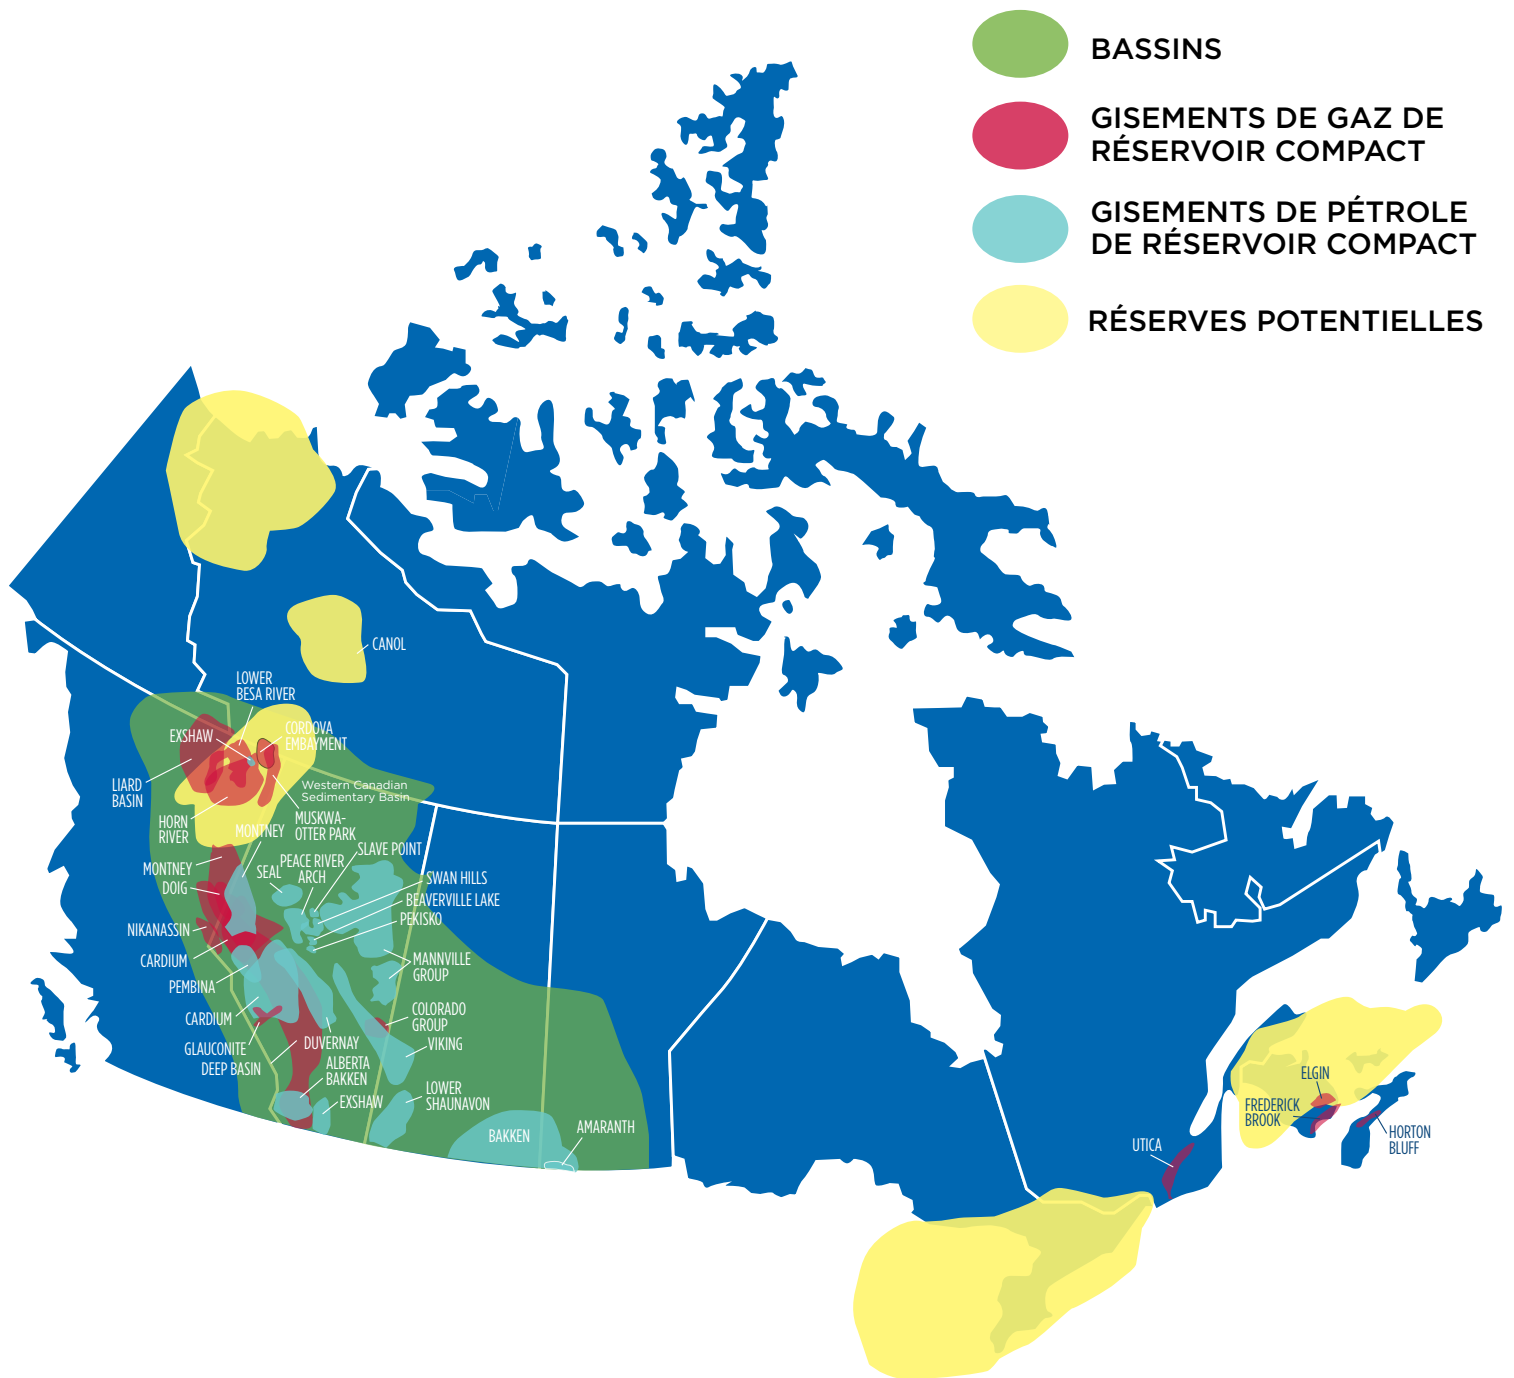 BASSINS
GISEMENTS DE GAZ DE
RÉSERVOIR COMPACT
GISEMENTS DE PÉTROLE
DE RÉSERVOIR COMPACT
RÉSERVES POTENTIELLES
CANOL
LOWER
BESA RIVER
EXSHAW
CORDOVA
EMBAYMENT
LIARD
BASIN
Western Canadian
Sedimentary Basin
HORN
RIVER
MUSKWA-
OTTER PARK
MONTNEY
SLAVE POINT
MONTNEY
PEACE RIVER
ARCH
SEAL
DOIG
SWAN HILLS
BEAVERVILLE LAKE
PEKISKO
NIKANASSIN
CARDIUM
MANNVILLE
GROUP
PEMBINA
CARDIUM
COLORADO
GROUP
GLAUCONITE
DUVERNAY
VIKING
DEEP BASIN
ALBERTA
BAKKEN
EXSHAW
LOWER
SHAUNAVON
BAKKEN
AMARANTH
ELGIN
FREDERICK
BROOK
HORTON
BLUFF
UTICA